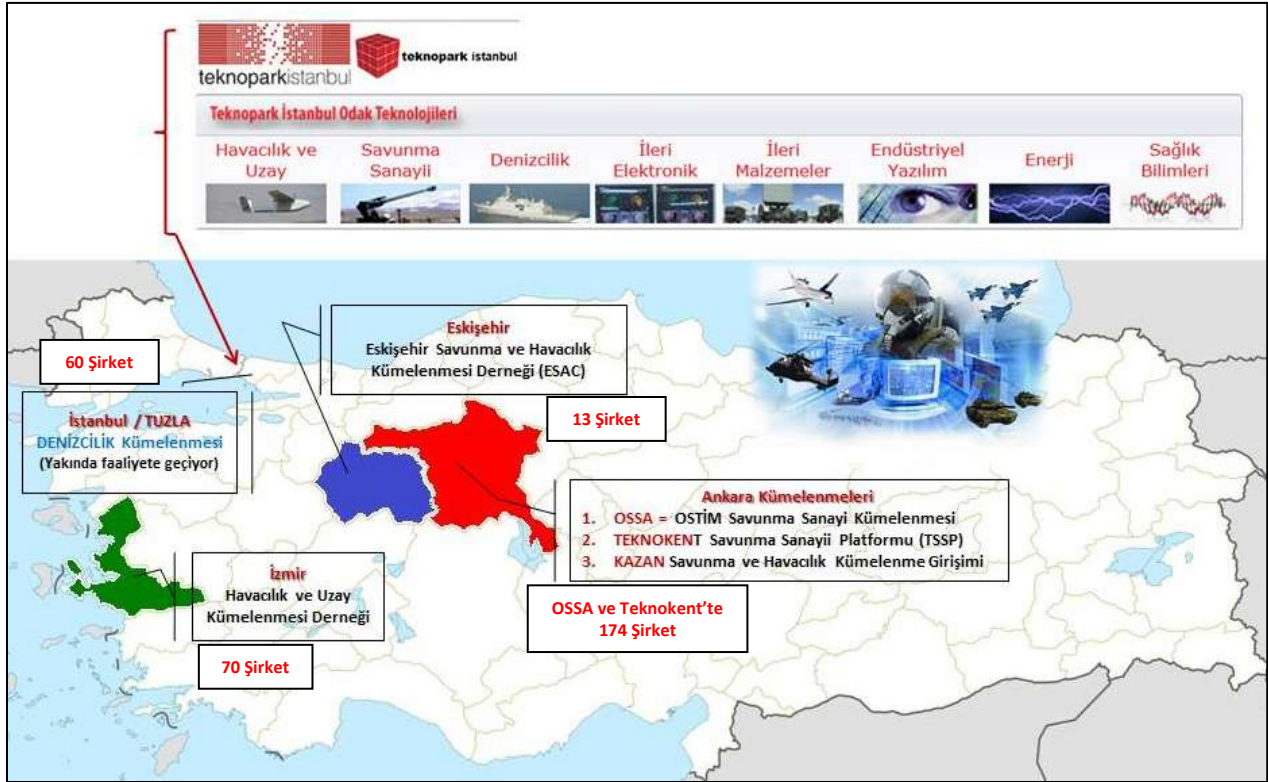 teknoparkistanbul
teknopark istanbul
Teknopark İstanbul Odak Teknolojileri
Havacılık ve
Uzay
Savunma
Sanayii
Denizcilik
İleri
Elektronik
İleri
Malzemeler
Endüstriyel
Yazılım
Enerji
Sağlık
Bilimleri
60 Şirket
İstanbul /TUZLA
DENİZCİLİK Kümelenmesi
(Yakında faaliyete geçiyor)
Eskişehir
Eskişehir Savunma ve Havacılık
Kümelenmesi Derneği (ESAC)
13 Şirket
Ankara Kümelenmeleri
1. OSSA = OSTİM Savunma Sanayi Kümelenmesi
2. TEKNOKENT Savunma Sanayii Platformu (TSSP)
3. KAZAN Savunma ve Havacılık Kümelenme Girişimi
OSSA ve Teknokent’te
174 Şirket
İzmir
Havacılık ve Uzay
Kümelenmesi Derneği
70 Şirket